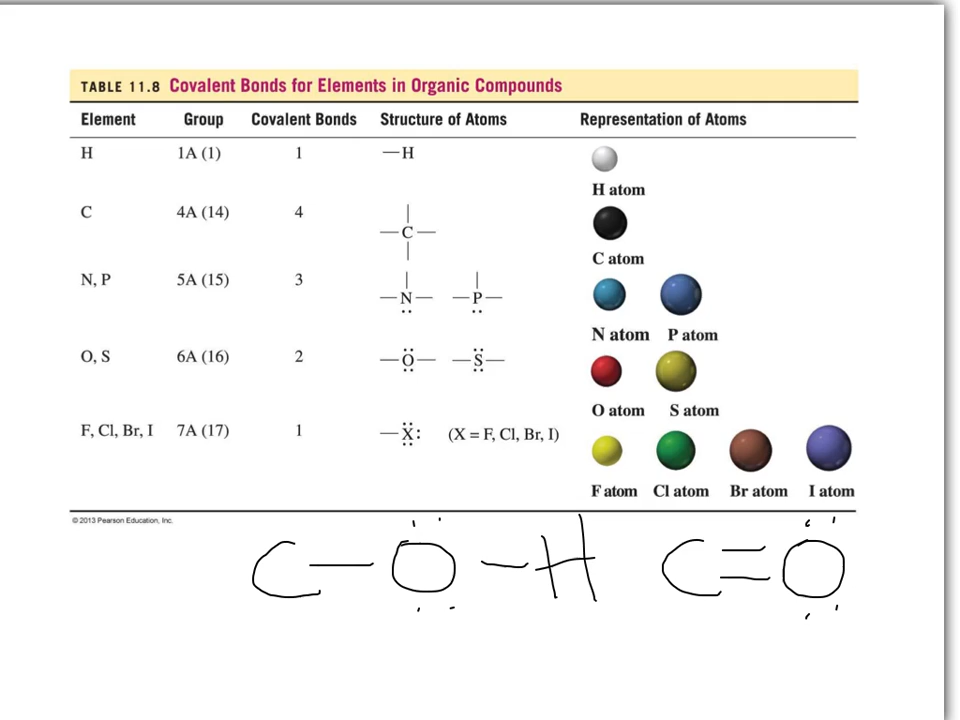 TABLE 11.8 Covalent Bonds for Elements in Organic Compounds
Element Group Covalent Bonds Structure of Atoms Representation of Atoms
H 1A (1) 1 —H
H atom
C 4A (14) 4 —C—
C atom
N, P 5A (15) 3 —N— —P—
N atom P atom
O, S 6A (16) 2 —O— —S—
O atom S atom
F, Cl, Br, I 7A (17) 1 —X: (X = F, Cl, Br, I)
F atom Cl atom Br atom I atom
© 2013 Pearson Education, Inc.
C—O—H C=O